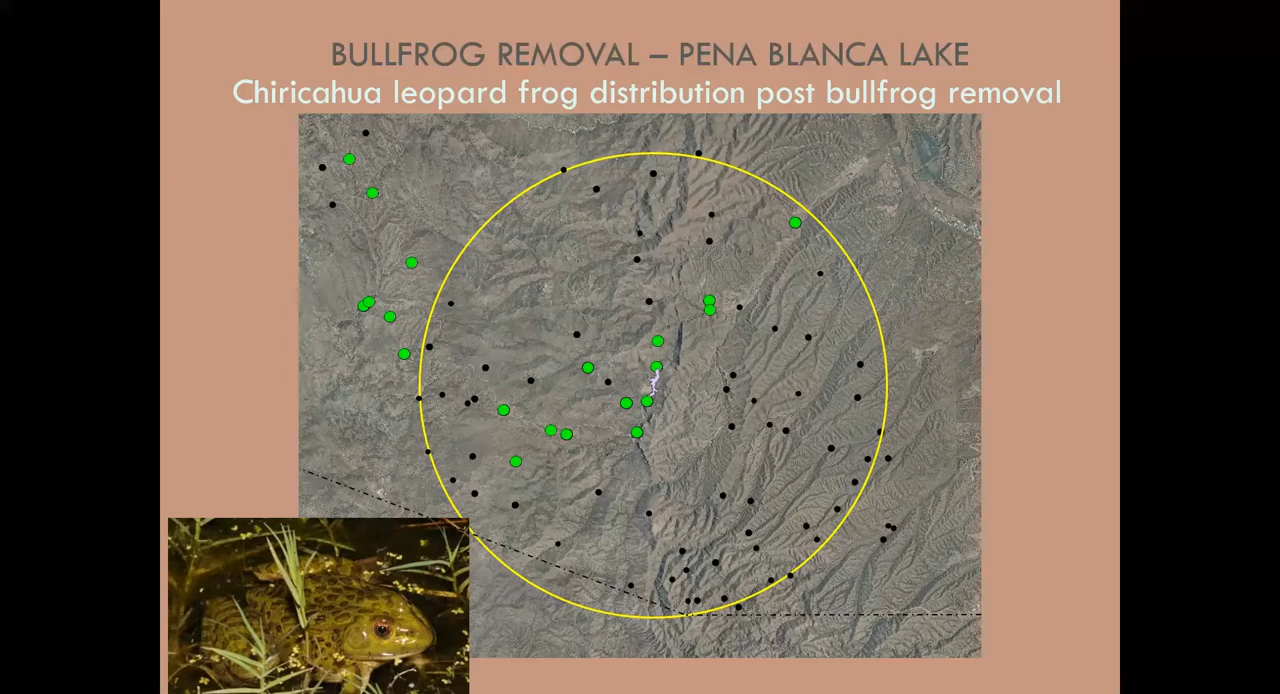 BULLFROG REMOVAL – PENA BLANCA LAKE
Chiricahua leopard frog distribution post bullfrog removal